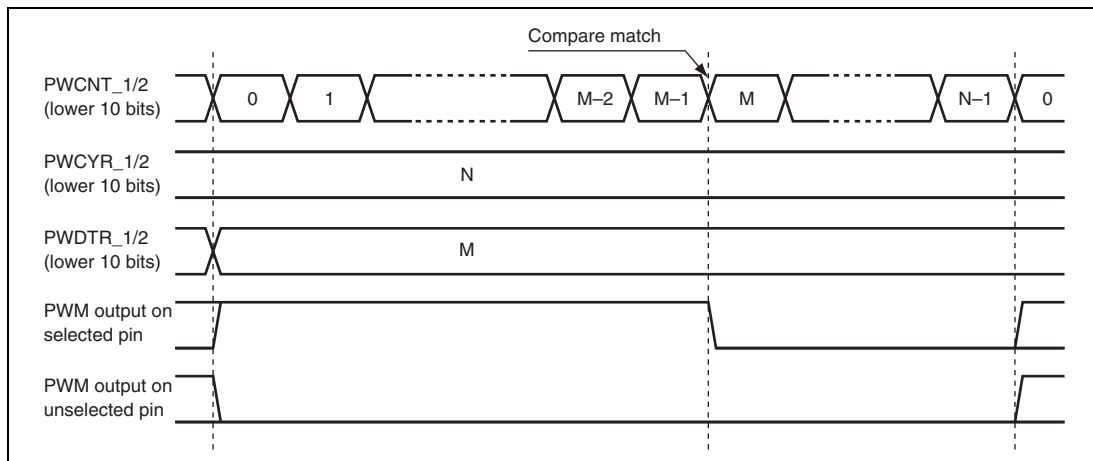 Compare match
PWCNT_1/2
(lower 10 bits)
0 1 M–2 M–1 M N–1 0
PWCYR_1/2
(lower 10 bits)
N
PWDTR_1/2
(lower 10 bits)
M
PWM output on
selected pin
PWM output on
unselected pin